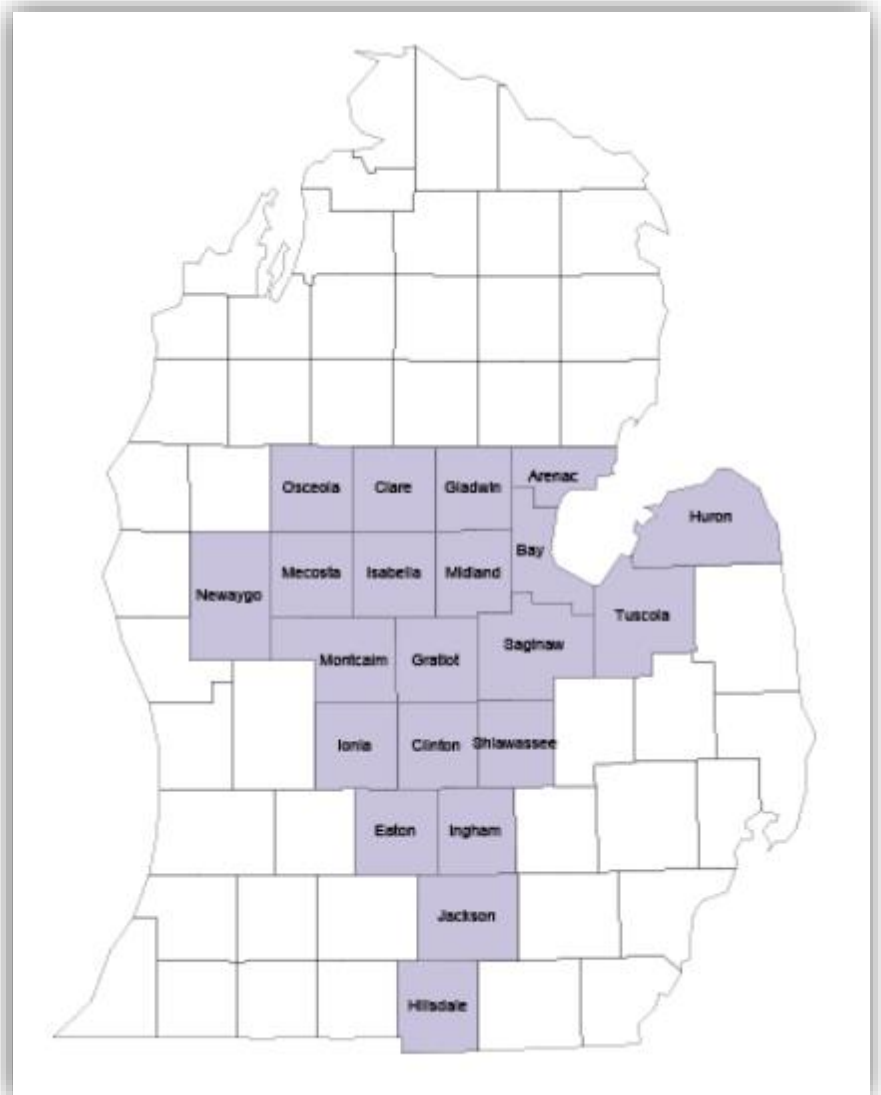 Osceola
Clare
Gladwin
Arenac
Huron
Bay
Newaygo
Mecosta
Isabella
Midland
Tuscola
Montcalm
Gratiot
Saginaw
Ionia
Clinton
Shiawassee
Eaton
Ingham
Jackson
Hillsdale